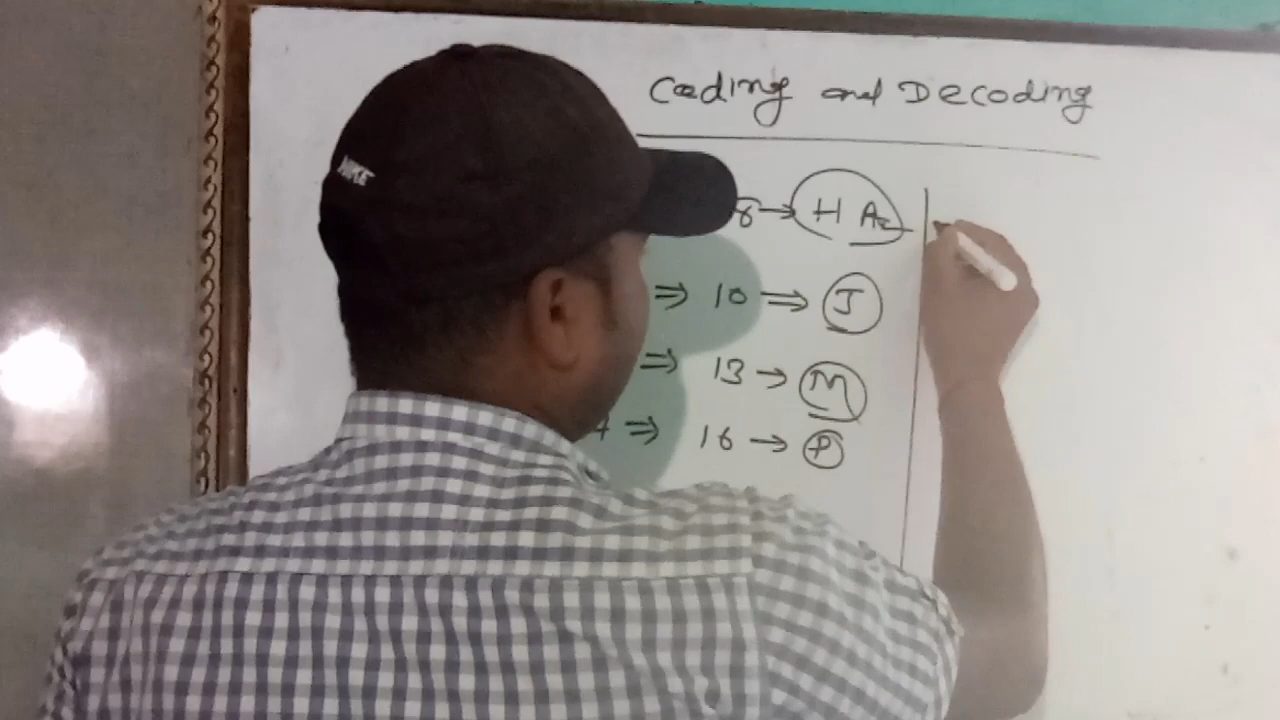 Coding and Decoding
8 → H
⇒ 10 ⇒ J
⇒ 13 → M
⇒ 16 → P
NIKE